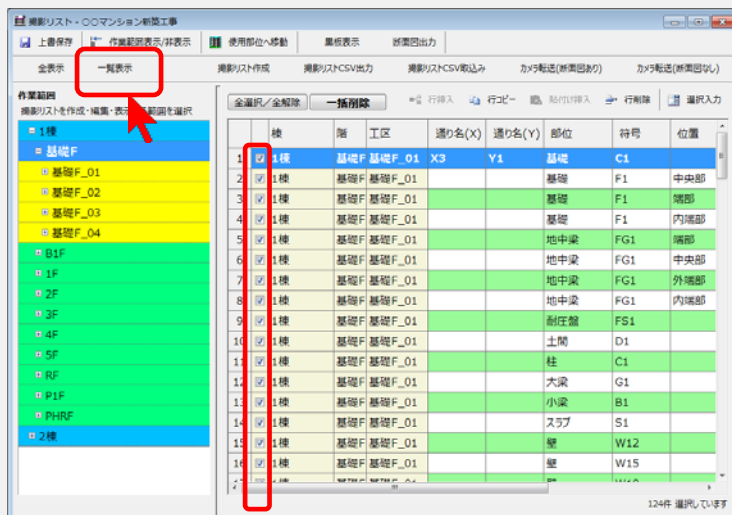 撮影リスト - ○○マンション新築工事
上書保存 作業範囲表示/非表示 使用部位へ移動 黒板表示 断面図出力
全表示 一覧表示 撮影リスト作成 撮影リストCSV出力 撮影リストCSV取込み カメラ転送(断面図あり) カメラ転送(断面図なし)
作業範囲
撮影リストを作成・編集・表示する範囲を選択
1棟
基礎F
基礎F_01
基礎F_02
基礎F_03
基礎F_04
B1F
1F
2F
3F
4F
5F
RF
P1F
PHRF
2棟
全選択/全解除 一括削除 行挿入 行コピー 貼付け挿入 行削除 選択入力
棟 階 工区 通り名(X) 通り名(Y) 部位 符号 位置
1 1棟 基礎F 基礎F_01 X3 Y1 基礎 C1
2 1棟 基礎F 基礎F_01 基礎 F1 中央部
3 1棟 基礎F 基礎F_01 基礎 F1 端部
4 1棟 基礎F 基礎F_01 基礎 F1 内端部
5 1棟 基礎F 基礎F_01 地中梁 FG1 端部
6 1棟 基礎F 基礎F_01 地中梁 FG1 中央部
7 1棟 基礎F 基礎F_01 地中梁 FG1 外端部
8 1棟 基礎F 基礎F_01 地中梁 FG1 内端部
9 1棟 基礎F 基礎F_01 耐圧盤 FS1
10 1棟 基礎F 基礎F_01 土間 D1
11 1棟 基礎F 基礎F_01 柱 C1
12 1棟 基礎F 基礎F_01 大梁 G1
13 1棟 基礎F 基礎F_01 小梁 B1
14 1棟 基礎F 基礎F_01 スラブ S1
15 1棟 基礎F 基礎F_01 壁 W12
16 1棟 基礎F 基礎F_01 壁 W15
124件 選択しています